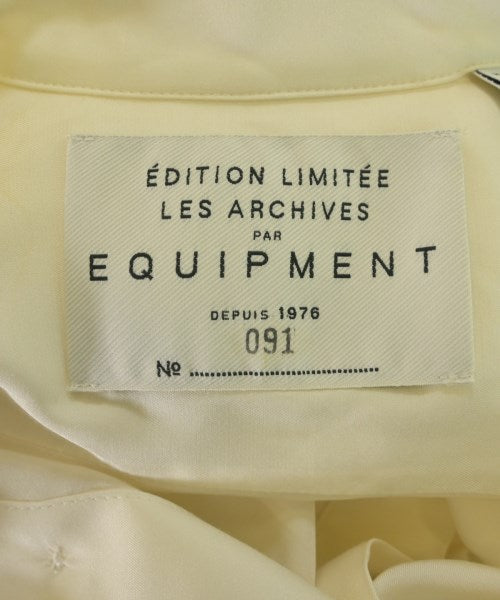 ÉDITION LIMITÉE
LES ARCHIVES
PAR
EQUIPMENT
DEPUIS 1976
091
No ......................................